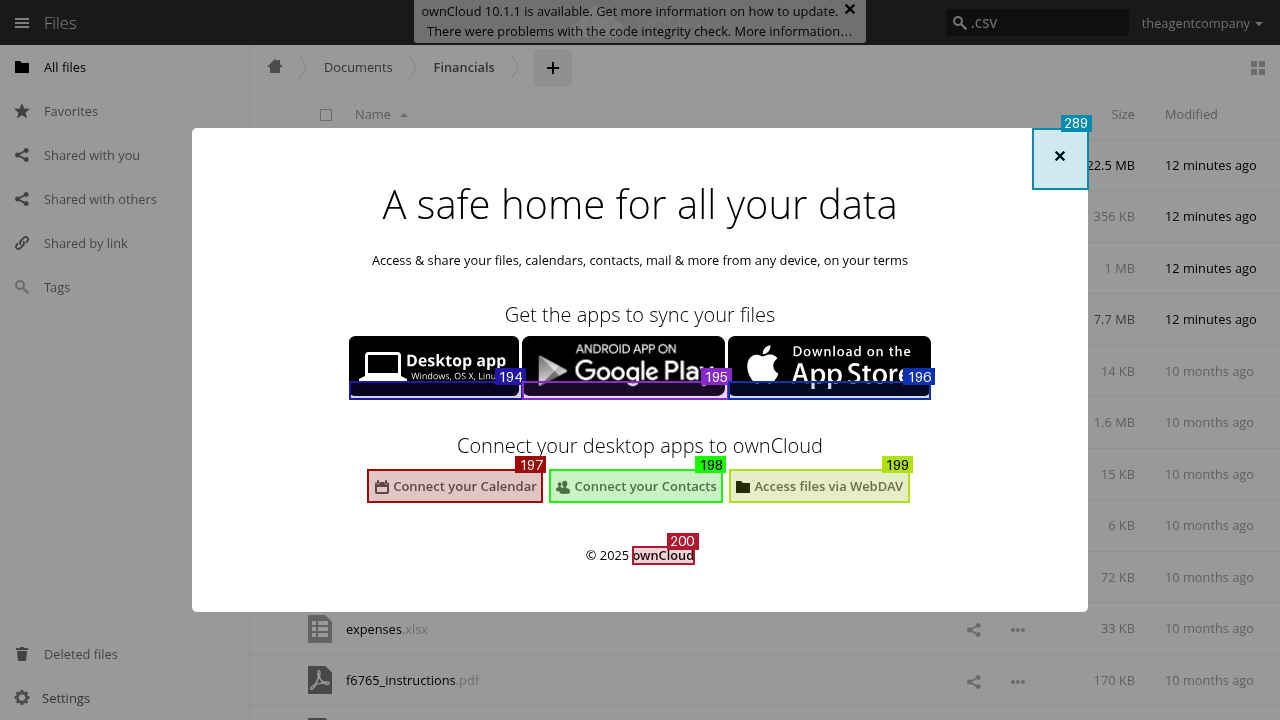 Files
ownCloud 10.1.1 is available. Get more information on how to update.
There were problems with the code integrity check. More information…
.csv
theagentcompany
All files
Favorites
Shared with you
Shared with others
Shared by link
Tags
Deleted files
Settings
Documents
Financials
Name
Size
Modified
289
A safe home for all your data
Access & share your files, calendars, contacts, mail & more from any device, on your terms
Get the apps to sync your files
Desktop app
Windows, OS X,
194
ANDROID APP ON
Google Play
195
Download on the
App Store
196
Connect your desktop apps to ownCloud
197
Connect your Calendar
198
Connect your Contacts
199
Access files via WebDAV
200
© 2025 ownCloud
22.5 MB 12 minutes ago
356 KB 12 minutes ago
1 MB 12 minutes ago
7.7 MB 12 minutes ago
14 KB 10 months ago
1.6 MB 10 months ago
15 KB 10 months ago
6 KB 10 months ago
72 KB 10 months ago
expenses.xlsx 33 KB 10 months ago
f6765_instructions.pdf 170 KB 10 months ago